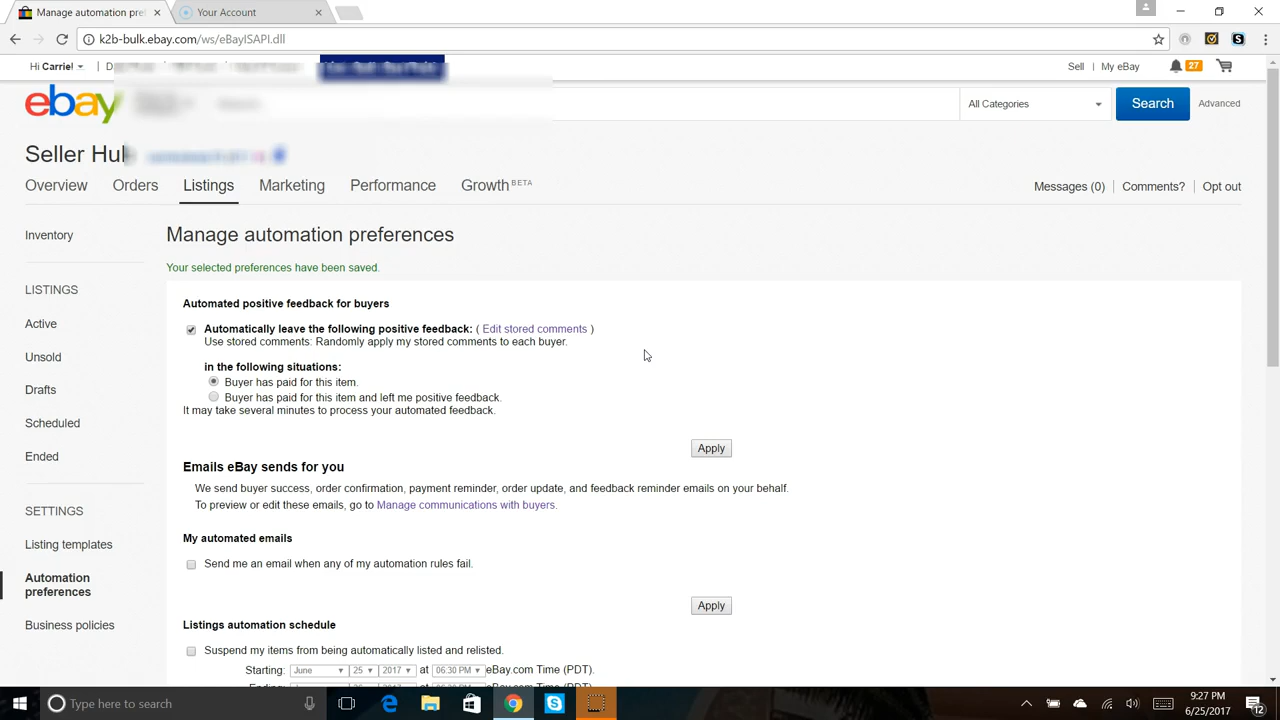 Manage automation pref
Your Account
k2b-bulk.ebay.com/ws/eBayISAPI.dll
Hi Carriel
Sell | My eBay 27
ebay
All Categories
Search
Advanced
Seller Hub
Overview Orders Listings Marketing Performance Growth BETA
Messages (0) | Comments? | Opt out
Inventory
LISTINGS
Active
Unsold
Drafts
Scheduled
Ended
SETTINGS
Listing templates
Automation
preferences
Business policies
Manage automation preferences
Your selected preferences have been saved.
Automated positive feedback for buyers
Automatically leave the following positive feedback: ( Edit stored comments )
Use stored comments: Randomly apply my stored comments to each buyer.
in the following situations:
Buyer has paid for this item.
Buyer has paid for this item and left me positive feedback.
It may take several minutes to process your automated feedback.
Apply
Emails eBay sends for you
We send buyer success, order confirmation, payment reminder, order update, and feedback reminder emails on your behalf.
To preview or edit these emails, go to Manage communications with buyers.
My automated emails
Send me an email when any of my automation rules fail.
Apply
Listings automation schedule
Suspend my items from being automatically listed and relisted.
Starting: June 25 2017 at 06:30 PM eBay.com Time (PDT).
Type here to search
9:27 PM
6/25/2017
12